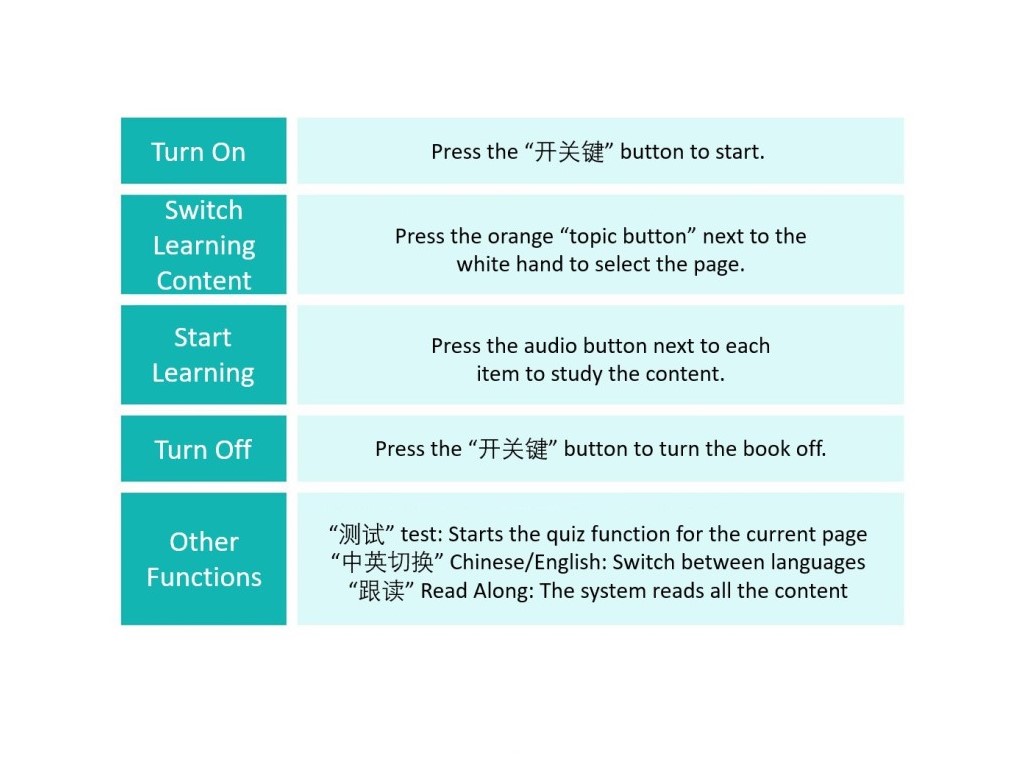 Turn On
Press the “开关键” button to start.
Switch
Learning
Content
Press the orange “topic button” next to the
white hand to select the page.
Start
Learning
Press the audio button next to each
item to study the content.
Turn Off
Press the “开关键” button to turn the book off.
Other
Functions
“测试” test: Starts the quiz function for the current page
“中英切换” Chinese/English: Switch between languages
“跟读” Read Along: The system reads all the content